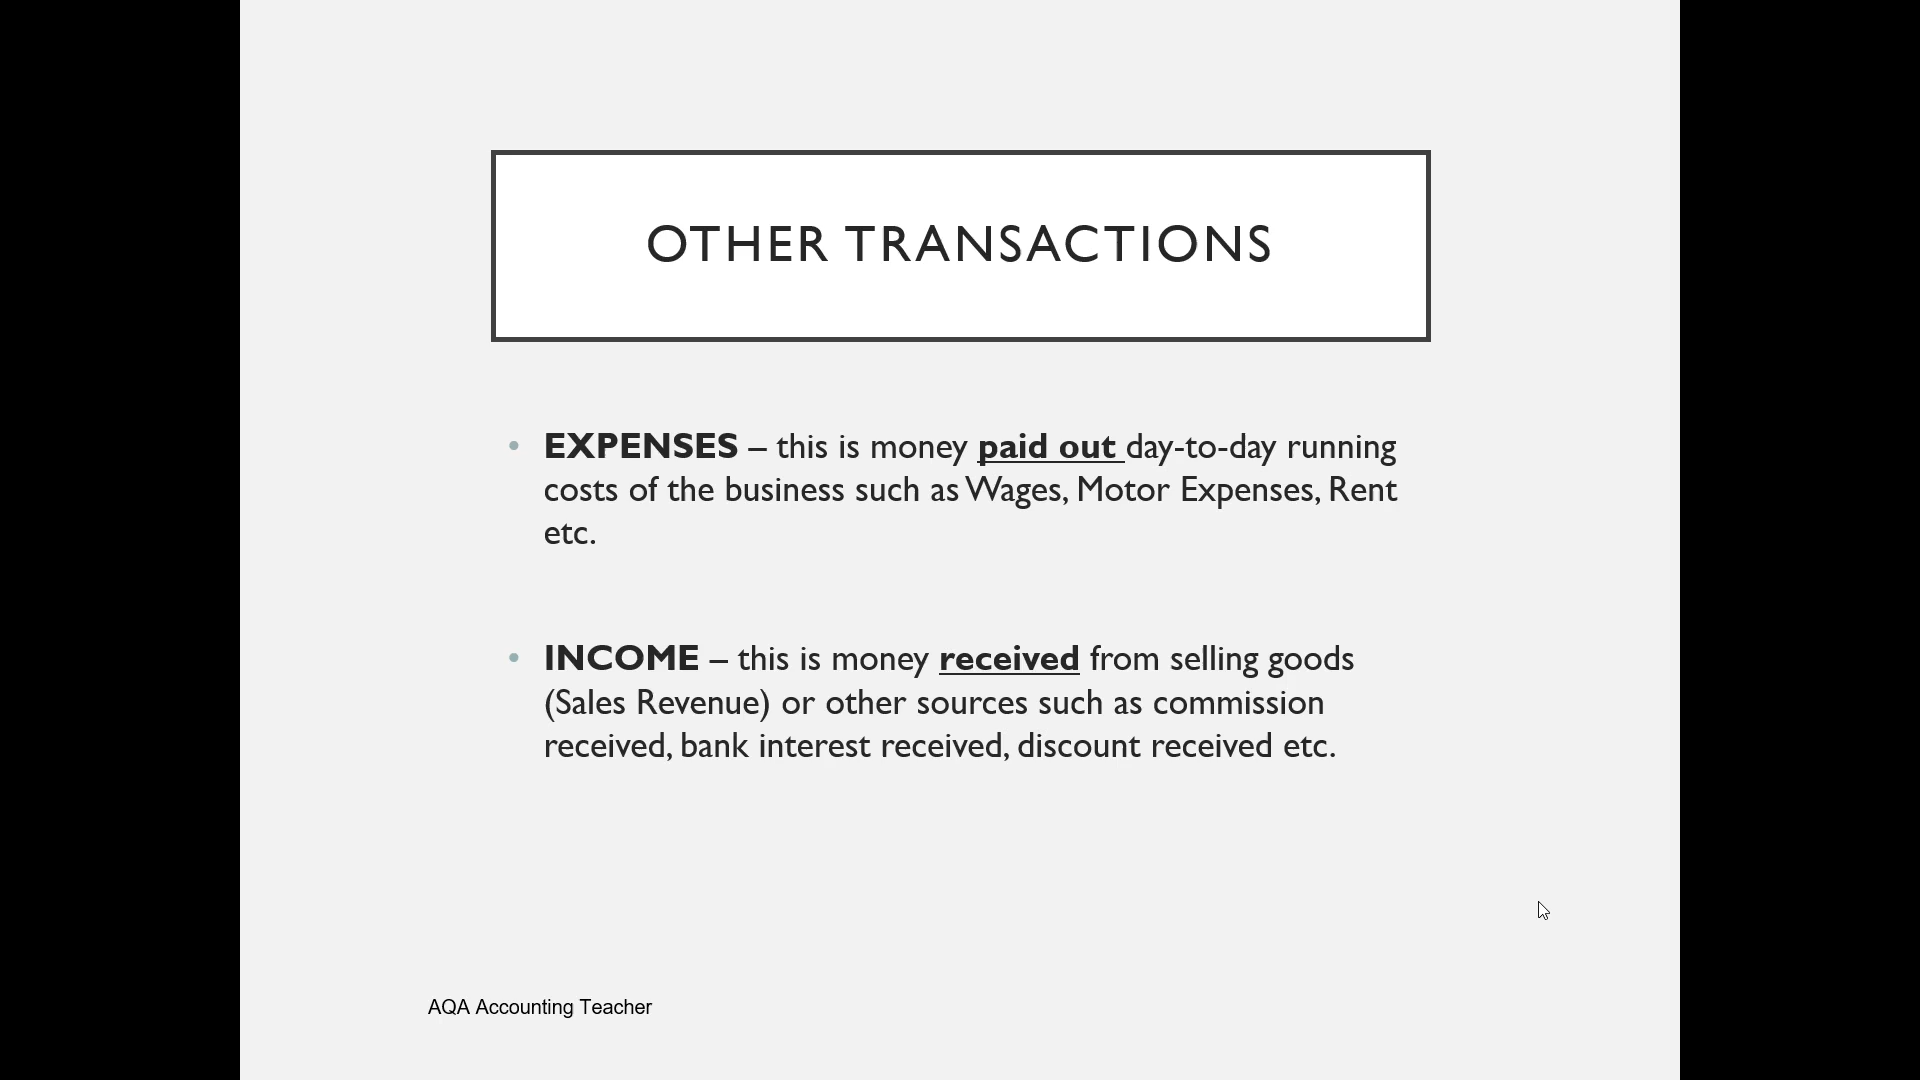 OTHER TRANSACTIONS
• EXPENSES – this is money paid out day-to-day running
costs of the business such as Wages, Motor Expenses, Rent
etc.
• INCOME – this is money received from selling goods
(Sales Revenue) or other sources such as commission
received, bank interest received, discount received etc.
AQA Accounting Teacher